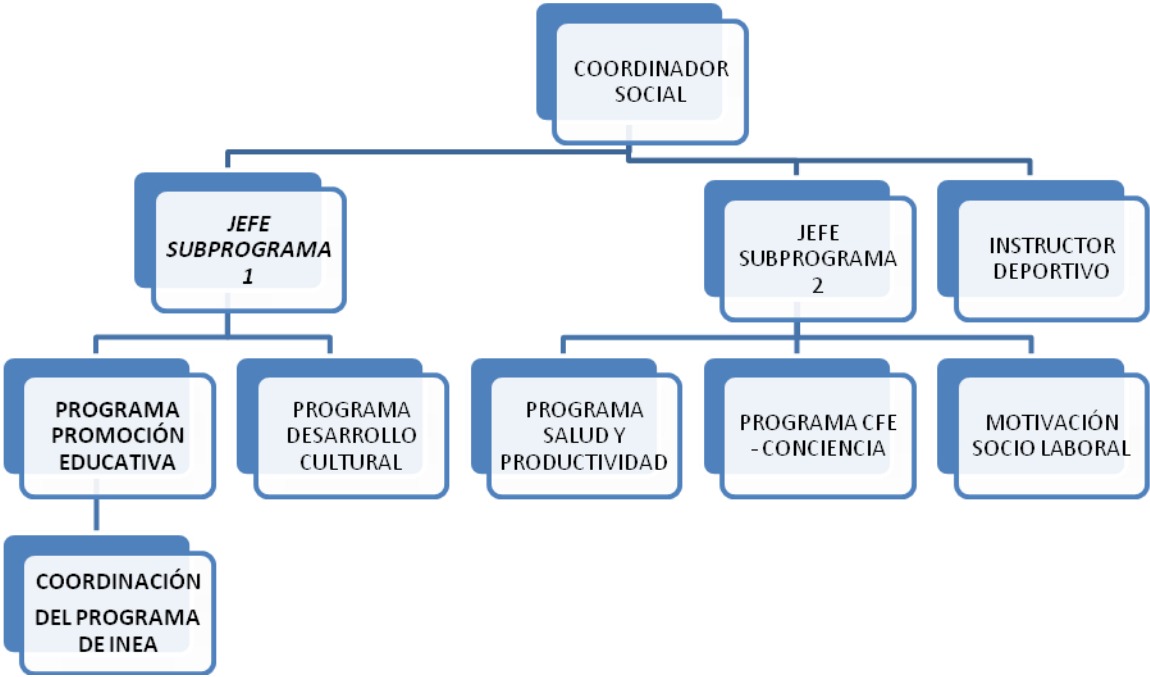 COORDINADOR
SOCIAL
JEFE
SUBPROGRAMA
1
JEFE
SUBPROGRAMA
2
INSTRUCTOR
DEPORTIVO
PROGRAMA
PROMOCIÓN
EDUCATIVA
PROGRAMA
DESARROLLO
CULTURAL
PROGRAMA
SALUD Y
PRODUCTIVIDAD
PROGRAMA CFE
- CONCIENCIA
MOTIVACIÓN
SOCIO LABORAL
COORDINACIÓN
DEL PROGRAMA
DE INEA